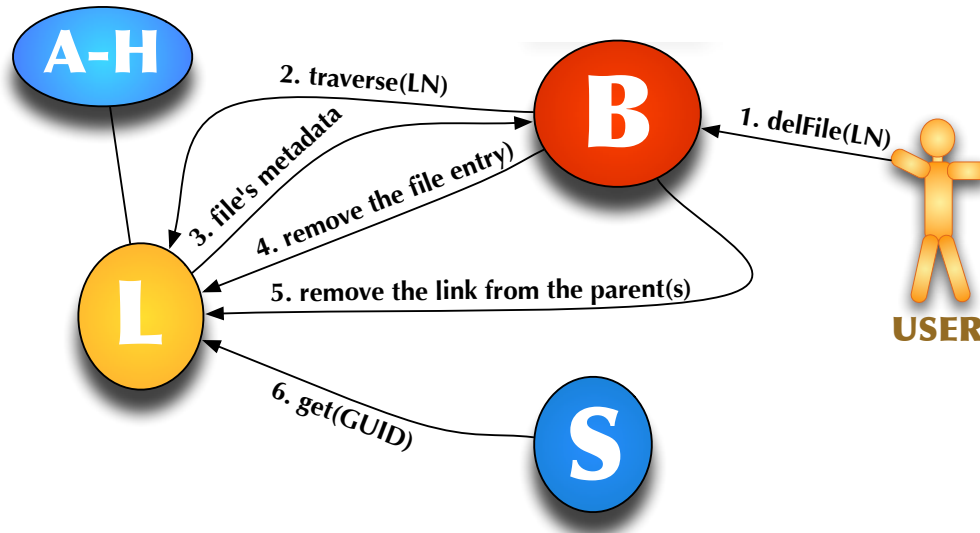 A-H
2. traverse(LN)
B
1. delFile(LN)
3. file's metadata
4. remove the file entry)
L
5. remove the link from the parent(s)
USER
6. get(GUID)
S